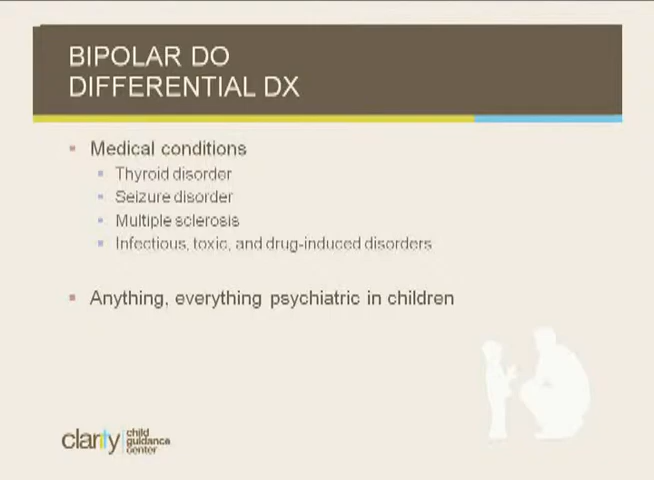 BIPOLAR DO
DIFFERENTIAL DX
Medical conditions
Thyroid disorder
Seizure disorder
Multiple sclerosis
Infectious, toxic, and drug-induced disorders
Anything, everything psychiatric in children
clarity
child
guidance
center